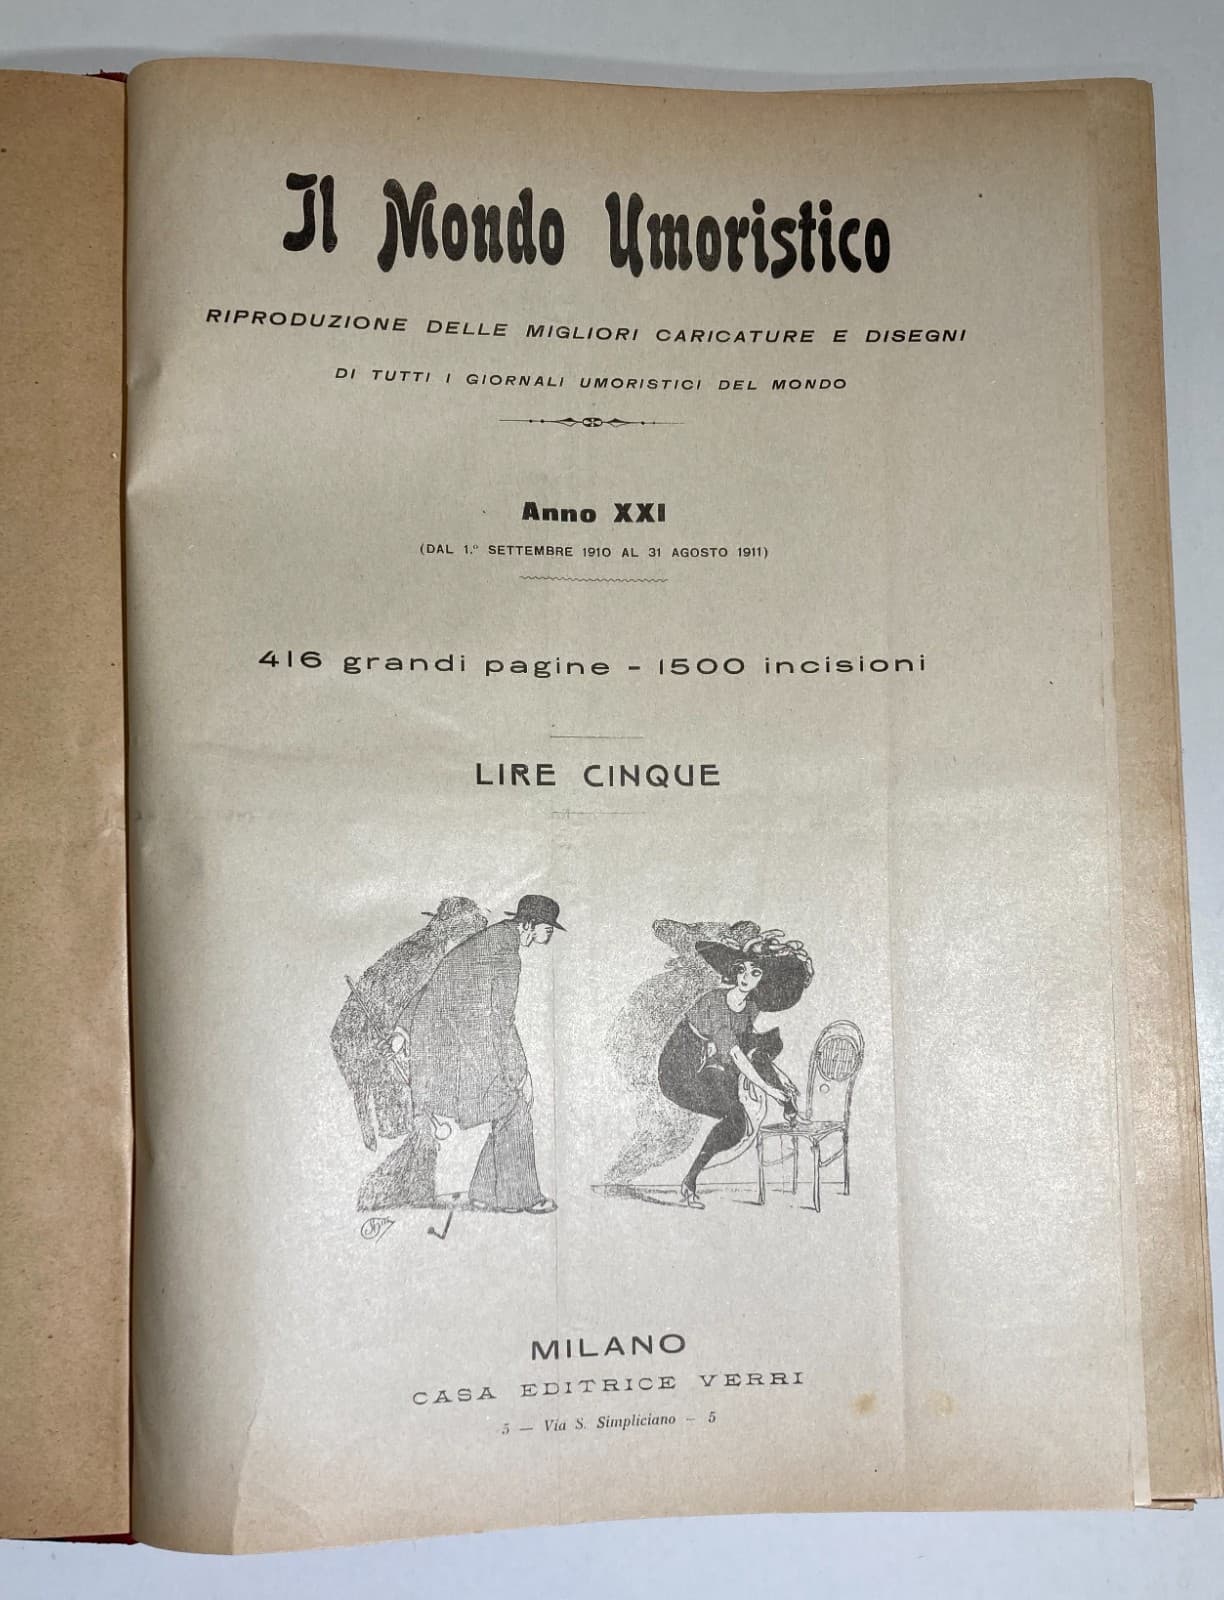 Il Mondo Umoristico
RIPRODUZIONE DELLE MIGLIORI CARICATURE E DISEGNI
DI TUTTI I GIORNALI UMORISTICI DEL MONDO
Anno XXI
(DAL 1.º SETTEMBRE 1910 AL 31 AGOSTO 1911)
416 grandi pagine - 1500 incisioni
LIRE CINQUE
MILANO
CASA EDITRICE VERRI
5 — Via S. Simpliciano — 5